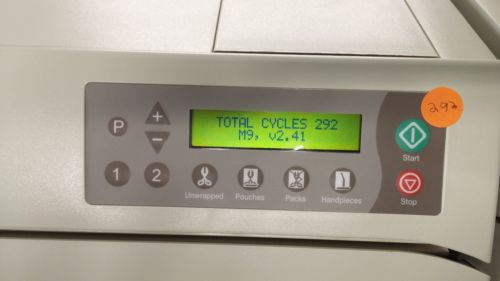 TOTAL CYCLES 292
M9, v2.41
292
P
+
−
1
2
Unwrapped
Pouches
Packs
Handpieces
Start
Stop